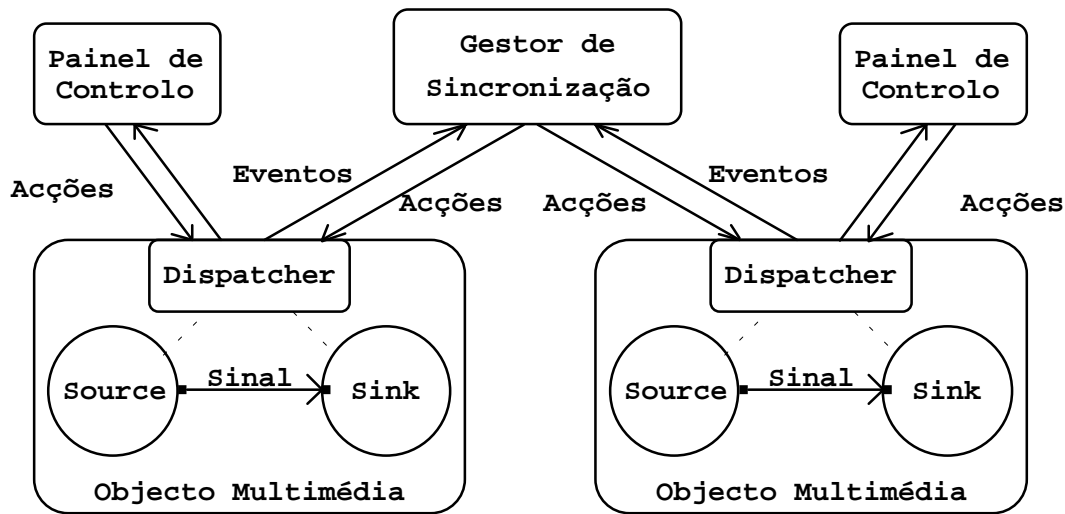 Painel de
Controlo
Gestor de
Sincronização
Painel de
Controlo
Acções
Eventos
Acções
Acções
Eventos
Acções
Dispatcher
Dispatcher
Source
Sinal
Sink
Source
Sinal
Sink
Objecto Multimédia
Objecto Multimédia